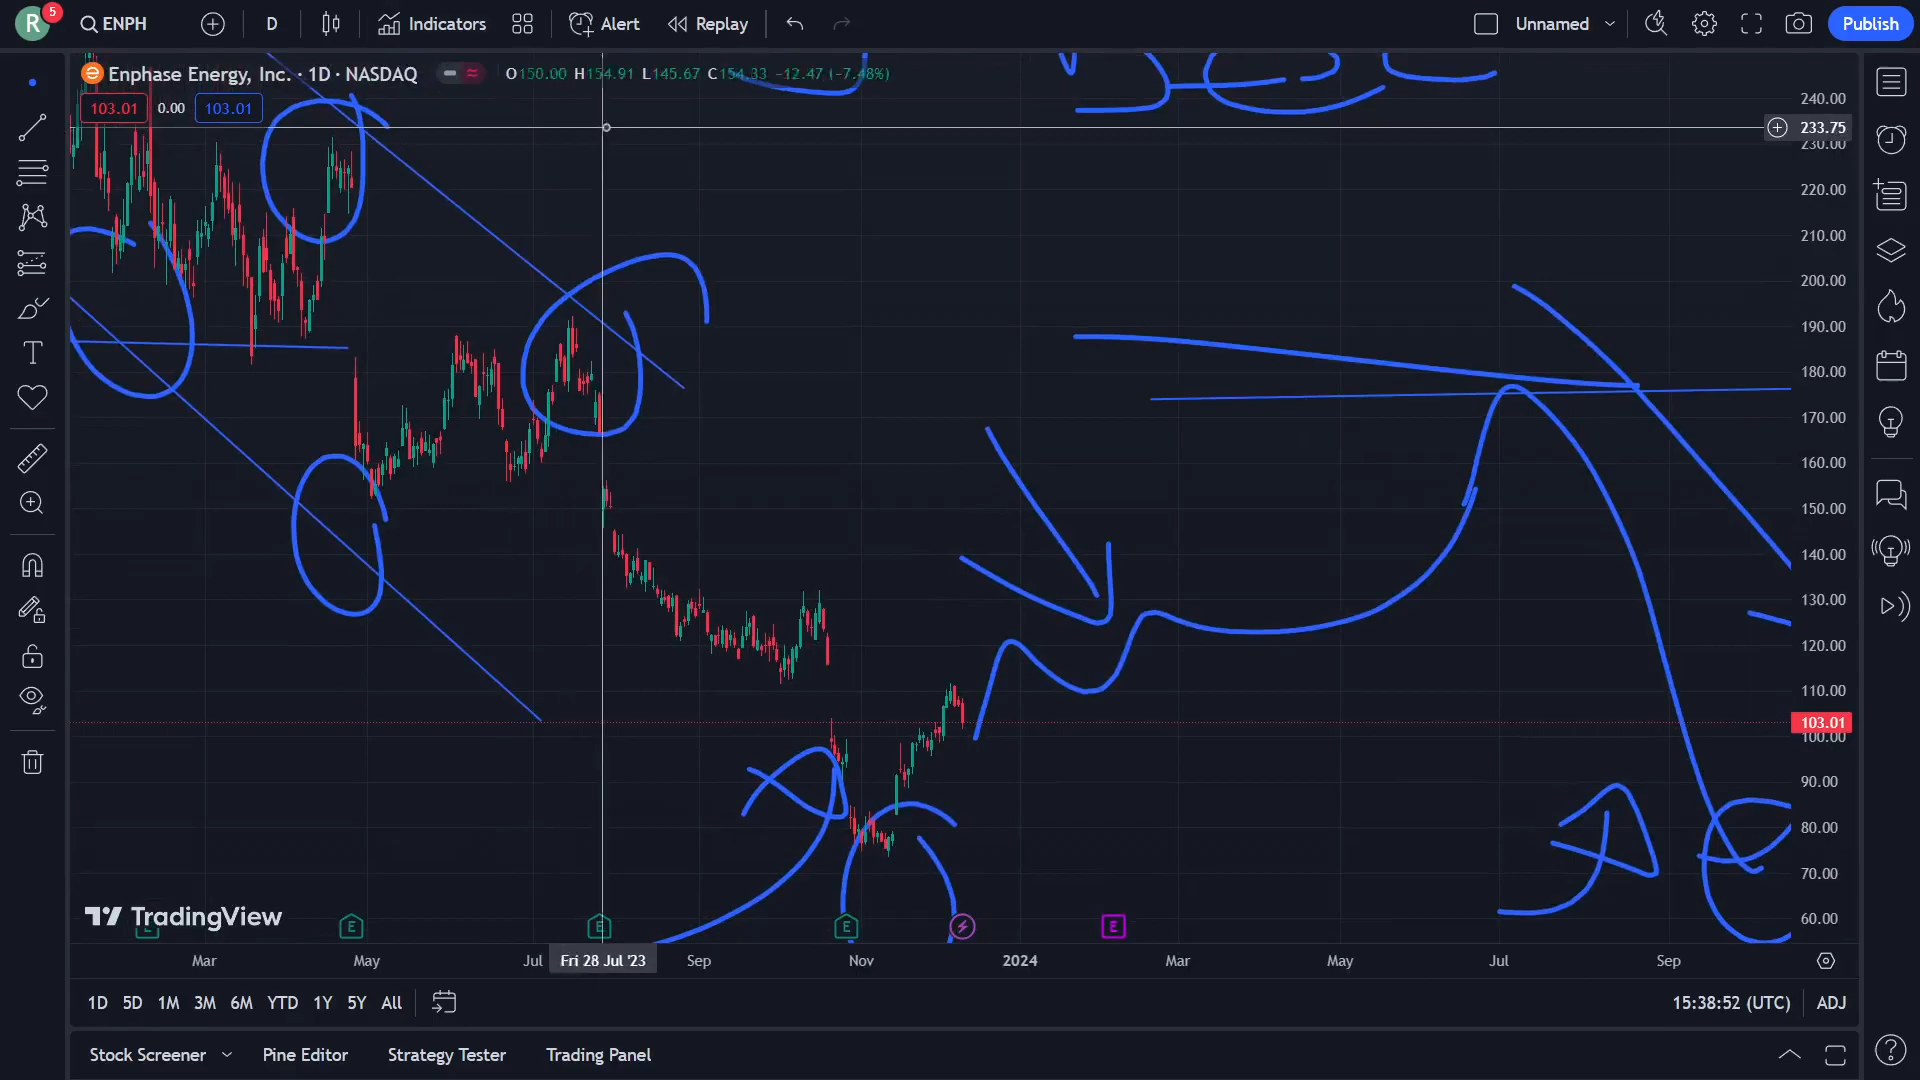 R 5 ENPH D Indicators Alert Replay Unnamed Publish
Enphase Energy, Inc. · 1D · NASDAQ O150.00 H154.91 L145.67 C154.33 −12.47 (−7.48%)
103.01 0.00 103.01
240.00
233.75
230.00
220.00
210.00
200.00
190.00
180.00
170.00
160.00
150.00
140.00
130.00
120.00
110.00
103.01
100.00
90.00
80.00
70.00
60.00
TradingView
E E E E E
Mar May Jul Fri 28 Jul '23 Sep Nov 2024 Mar May Jul Sep
1D 5D 1M 3M 6M YTD 1Y 5Y All 15:38:52 (UTC) ADJ
Stock Screener Pine Editor Strategy Tester Trading Panel